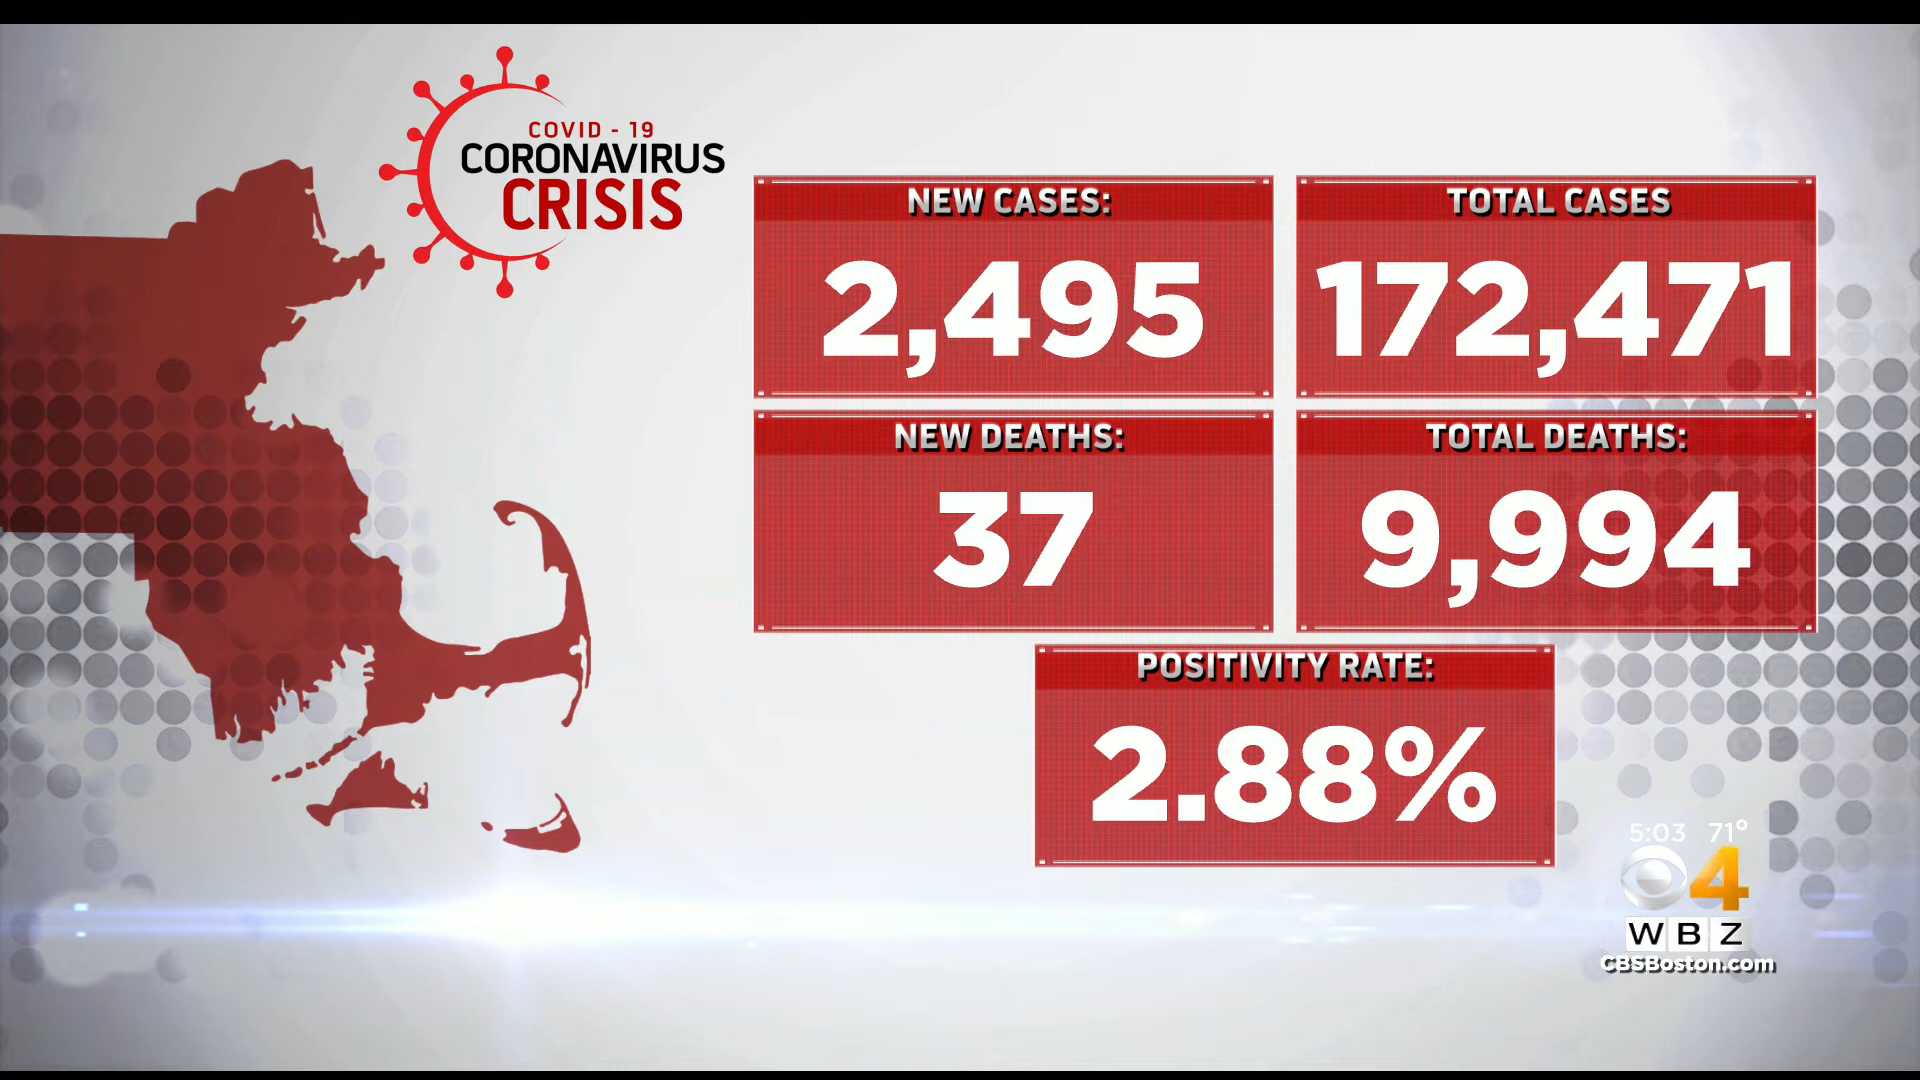 COVID - 19
CORONAVIRUS
CRISIS
NEW CASES:
2,495
TOTAL CASES
172,471
NEW DEATHS:
37
TOTAL DEATHS:
9,994
POSITIVITY RATE:
2.88%
5:03 71°
4
WBZ
CBSBoston.com